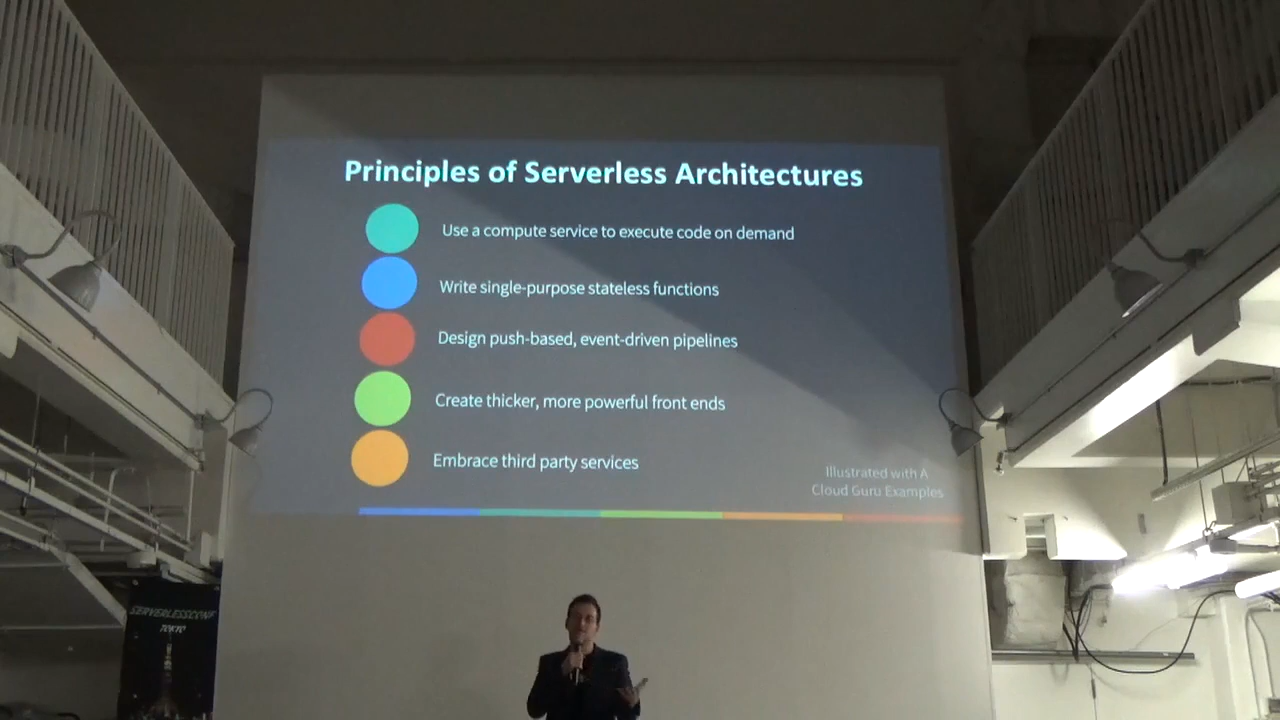 Principles of Serverless Architectures
Use a compute service to execute code on demand
Write single-purpose stateless functions
Design push-based, event-driven pipelines
Create thicker, more powerful front ends
Embrace third party services
Illustrated with A
Cloud Guru Examples
SERVERLESSCONF
TOKYO